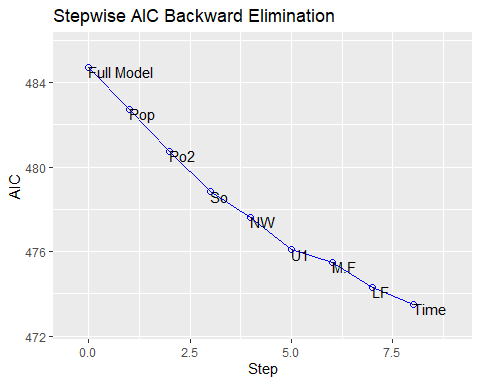 Stepwise AIC Backward Elimination
AIC
484
480
476
472
Full Model
Pop
Po2
So
NW
U1
M.F
LF
Time
0.0
2.5
5.0
7.5
Step